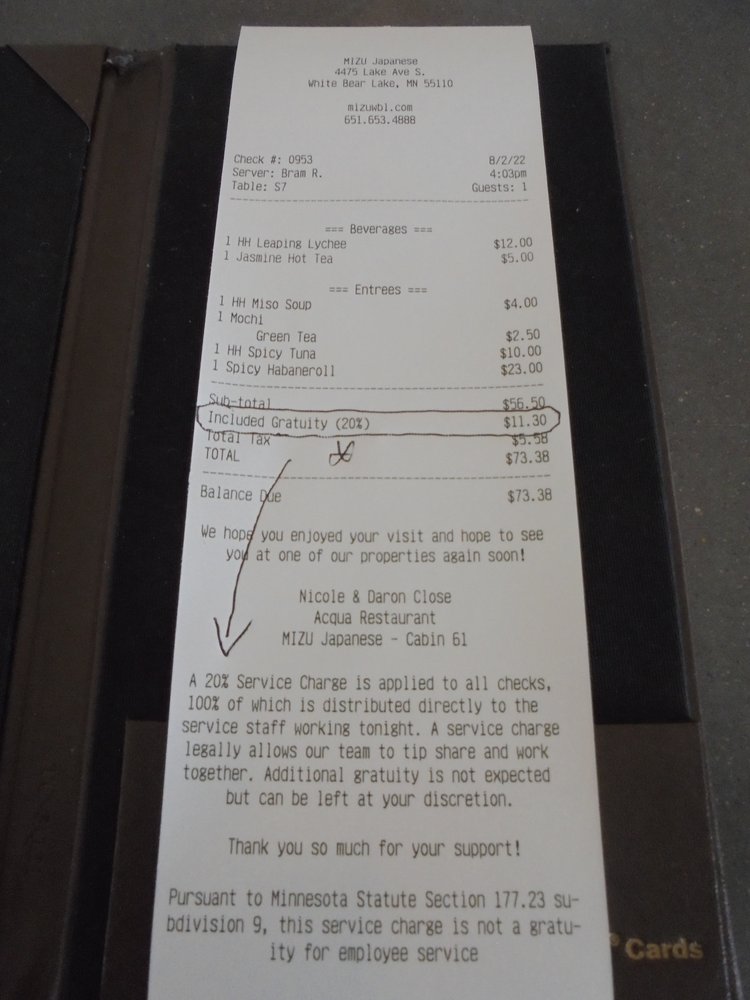 MIZU Japanese
4475 Lake Ave S.
White Bear Lake, MN 55110
mizuwbl.com
651.653.4888
Check #: 0953 8/2/22
Server: Bram R. 4:03pm
Table: S7 Guests: 1
=== Beverages ===
1 HH Leaping Lychee $12.00
1 Jasmine Hot Tea $5.00
=== Entrees ===
1 HH Miso Soup $4.00
1 Mochi
Green Tea $2.50
1 HH Spicy Tuna $10.00
1 Spicy Habaneroll $23.00
Sub-total $56.50
Included Gratuity (20%) $11.30
Total Tax $5.58
TOTAL $73.38
Balance Due $73.38
We hope you enjoyed your visit and hope to see
you at one of our properties again soon!
Nicole & Daron Close
Acqua Restaurant
MIZU Japanese - Cabin 61
A 20% Service Charge is applied to all checks,
100% of which is distributed directly to the
service staff working tonight. A service charge
legally allows our team to tip share and work
together. Additional gratuity is not expected
but can be left at your discretion.
Thank you so much for your support!
Pursuant to Minnesota Statute Section 177.23 su-
bdivision 9, this service charge is not a gratu-
ity for employee service
® Cards